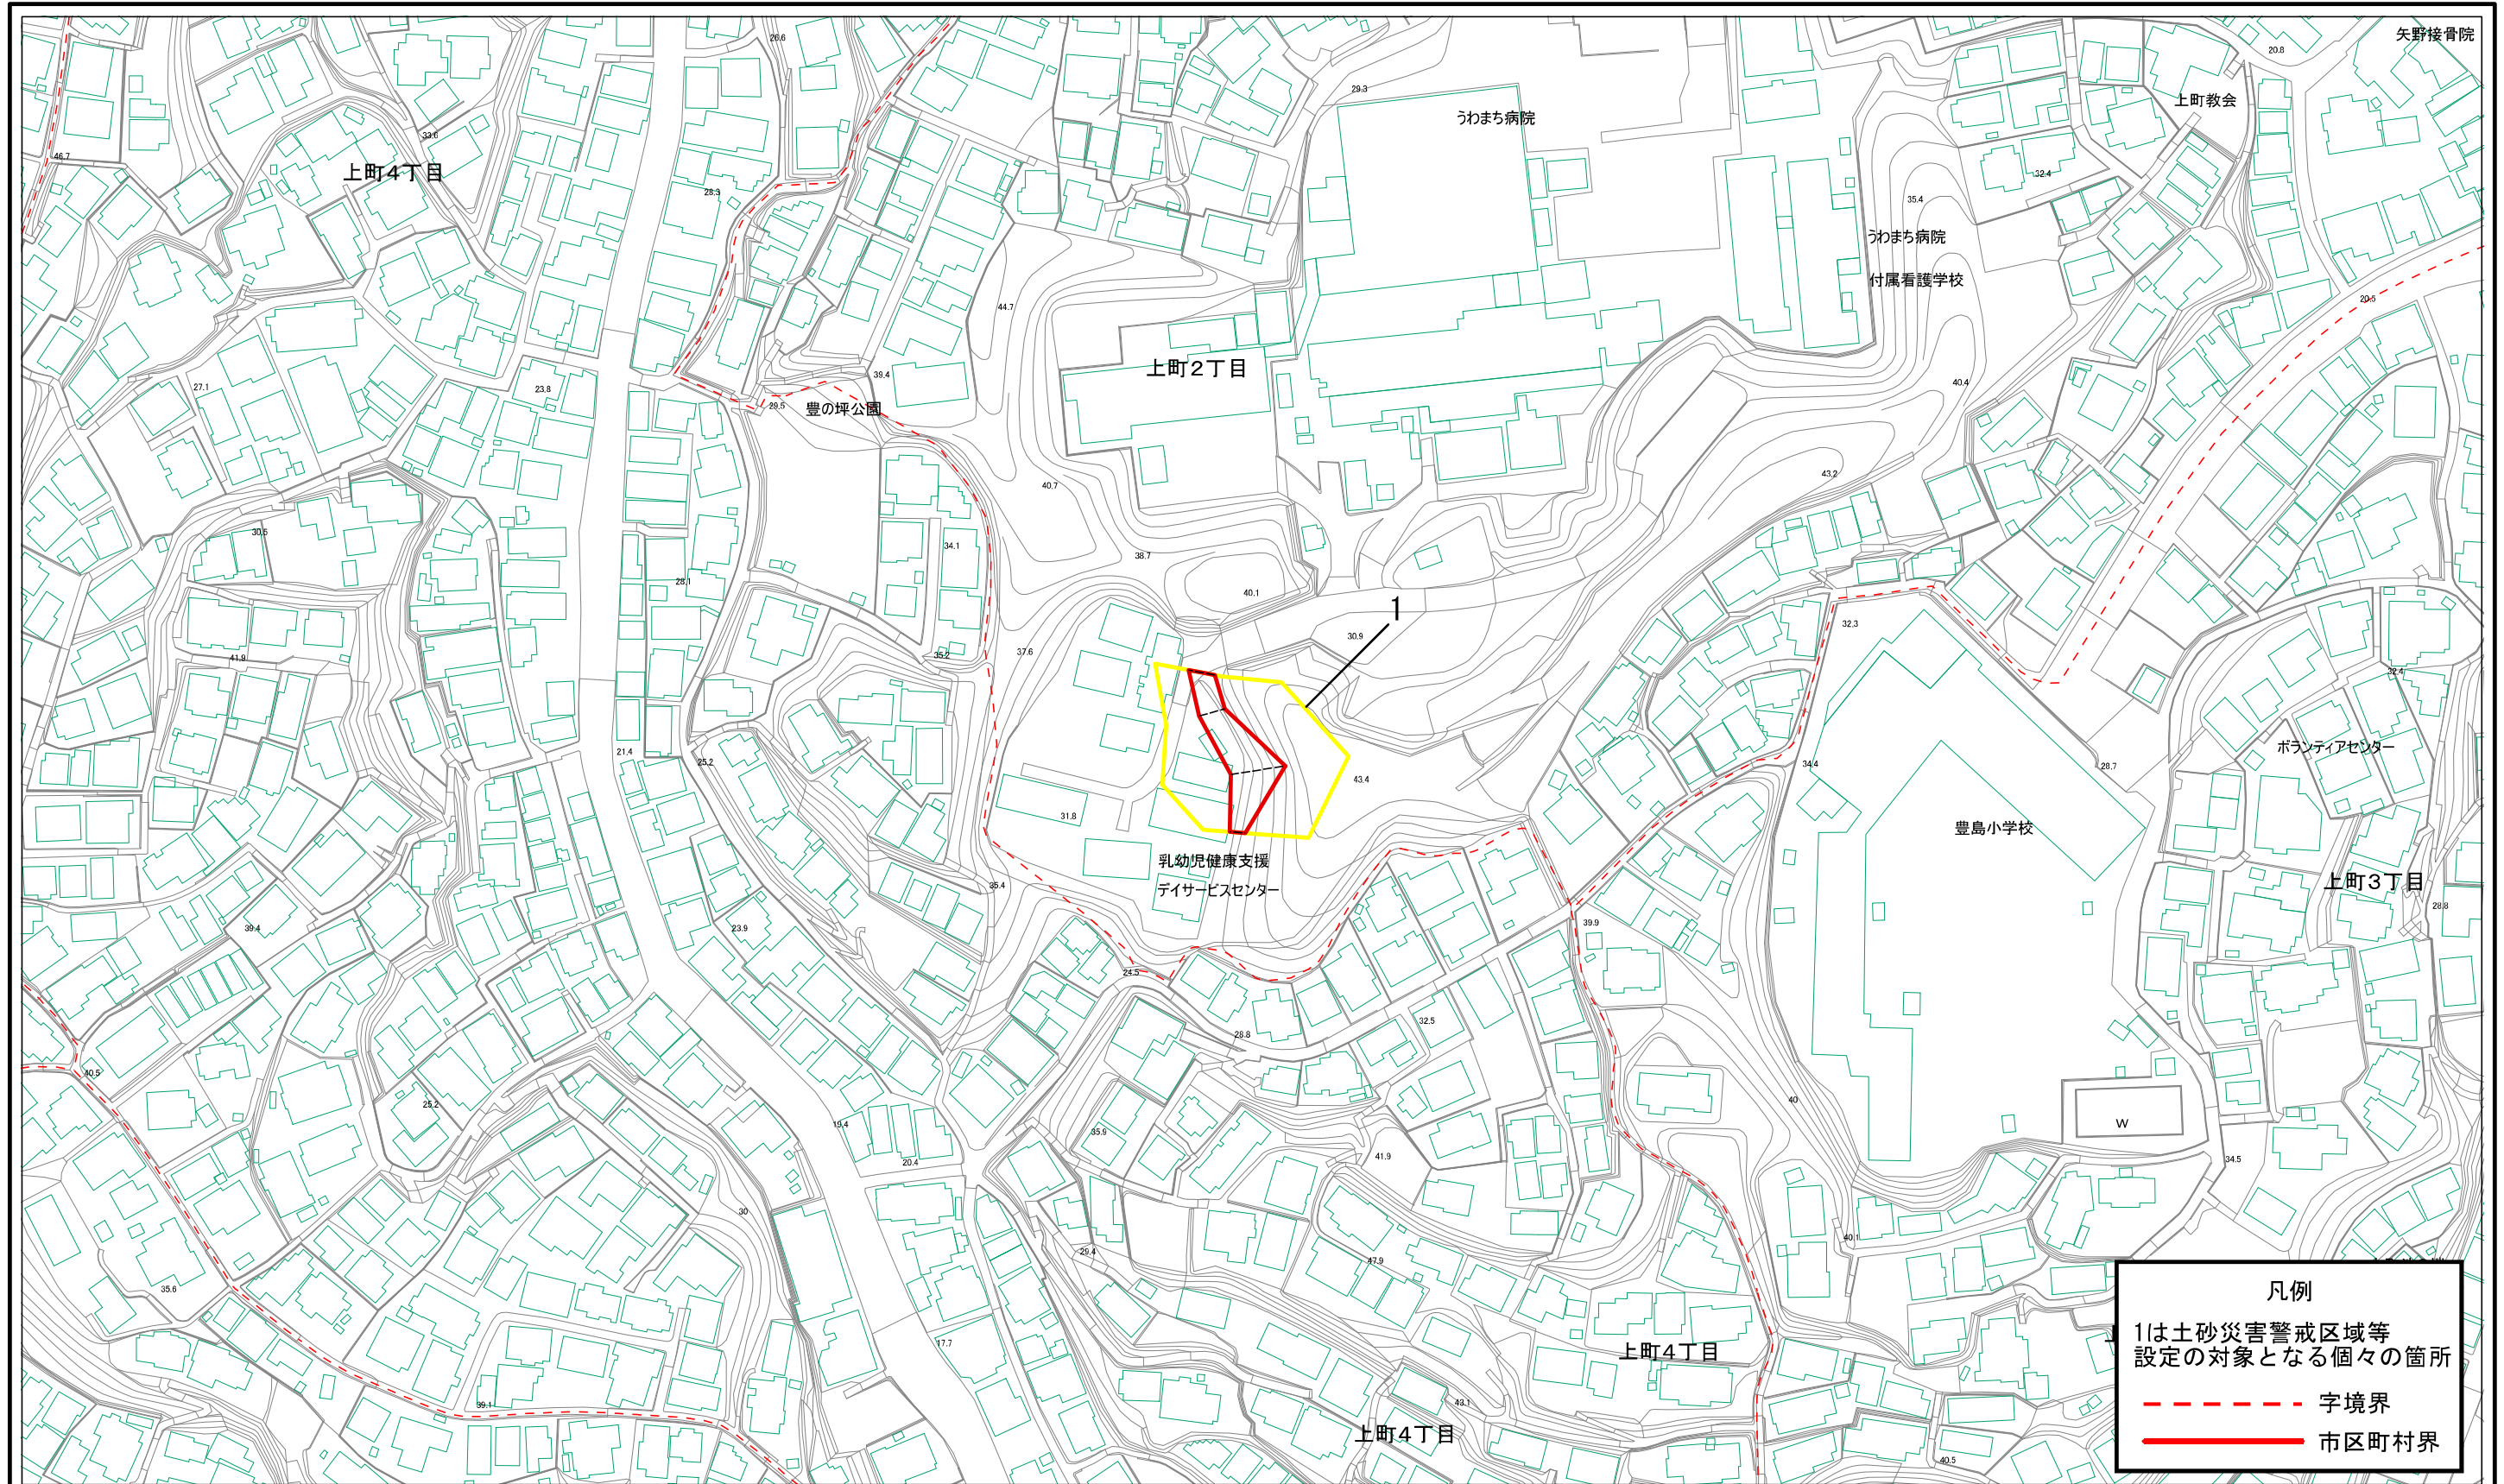 矢野接骨院
20.8
26.6
29.3
うわまち病院
上町教会
33.6
46.7
上町4丁目
28.3
32.4
35.4
うわまち病院
付属看護学校
20.5
44.7
上町2丁目
39.4
40.4
27.1
23.8
29.5
豊の坪公園
43.2
40.7
30.5
34.1
38.7
28.1
40.1
1
30.9
32.3
37.6
35.2
41.9
32.4
ボランティアセンター
21.4
25.2
43.4
34.4
28.7
31.8
豊島小学校
乳幼児健康支援
デイサービスセンター
35.4
上町3丁目
28.8
39.4
23.9
39.9
24.5
28.8
32.5
40.5
25.2
19.4
35.9
40
W
20.4
41.9
34.5
30
29.4
40.1
47.9
35.6
17.7
上町4丁目
39.1
43.1
上町4丁目
40.5
凡例
1は土砂災害警戒区域等
設定の対象となる個々の箇所
字境界
市区町村界